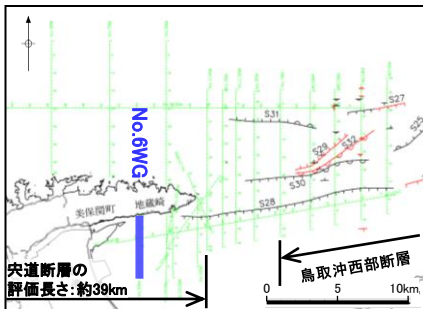 No.6WG
S27
S31
S25
S29
S32
S30
S28
美保関町
地蔵崎
宍道断層の
評価長さ:約39km
鳥取沖西部断層
0 5 10km